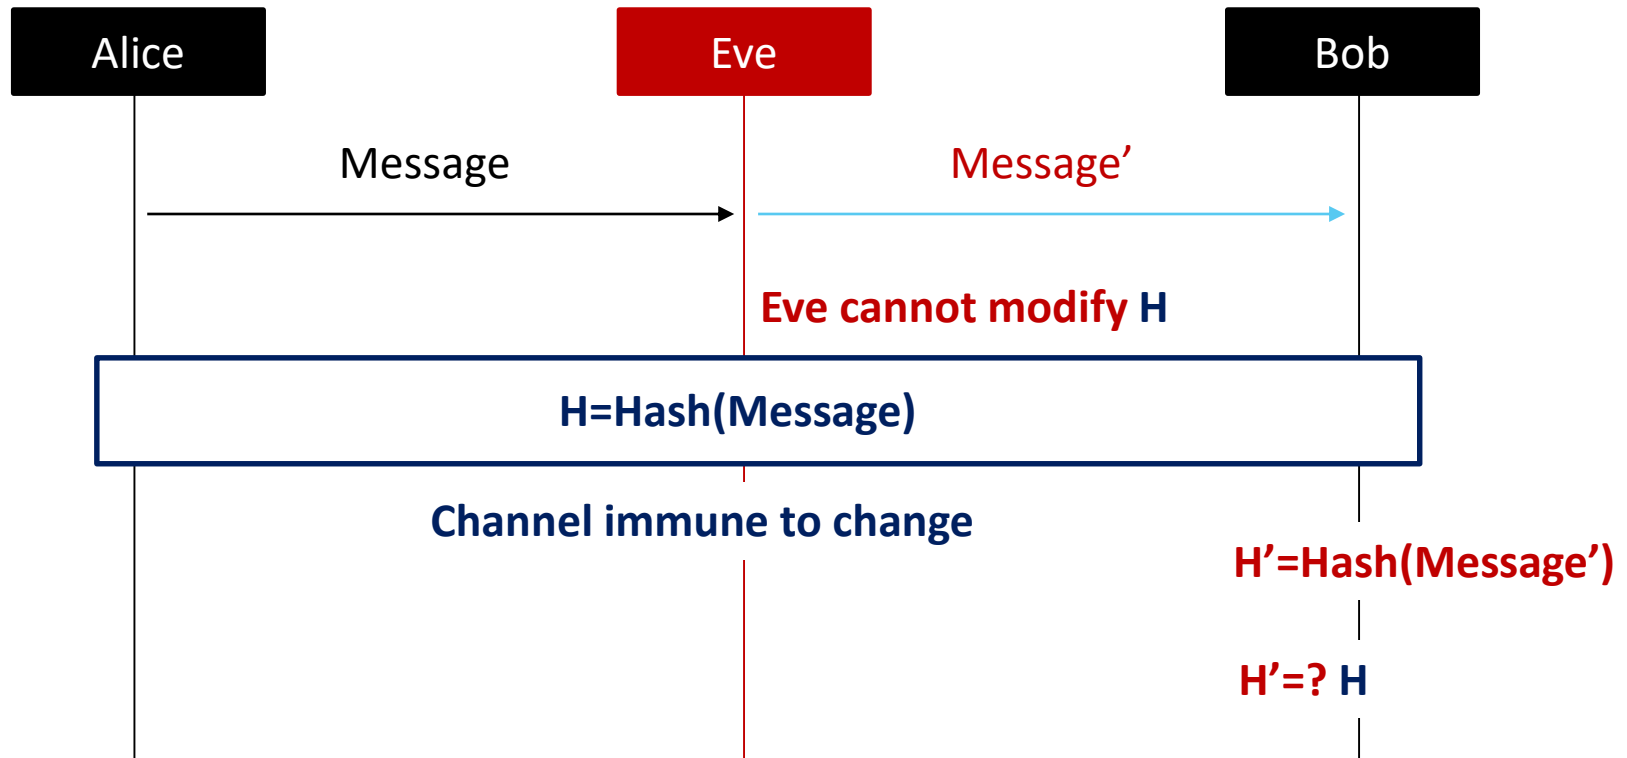 Alice
Eve
Bob
Message
Message’
Eve cannot modify H
H=Hash(Message)
Channel immune to change
H’=Hash(Message’)
H’=? H